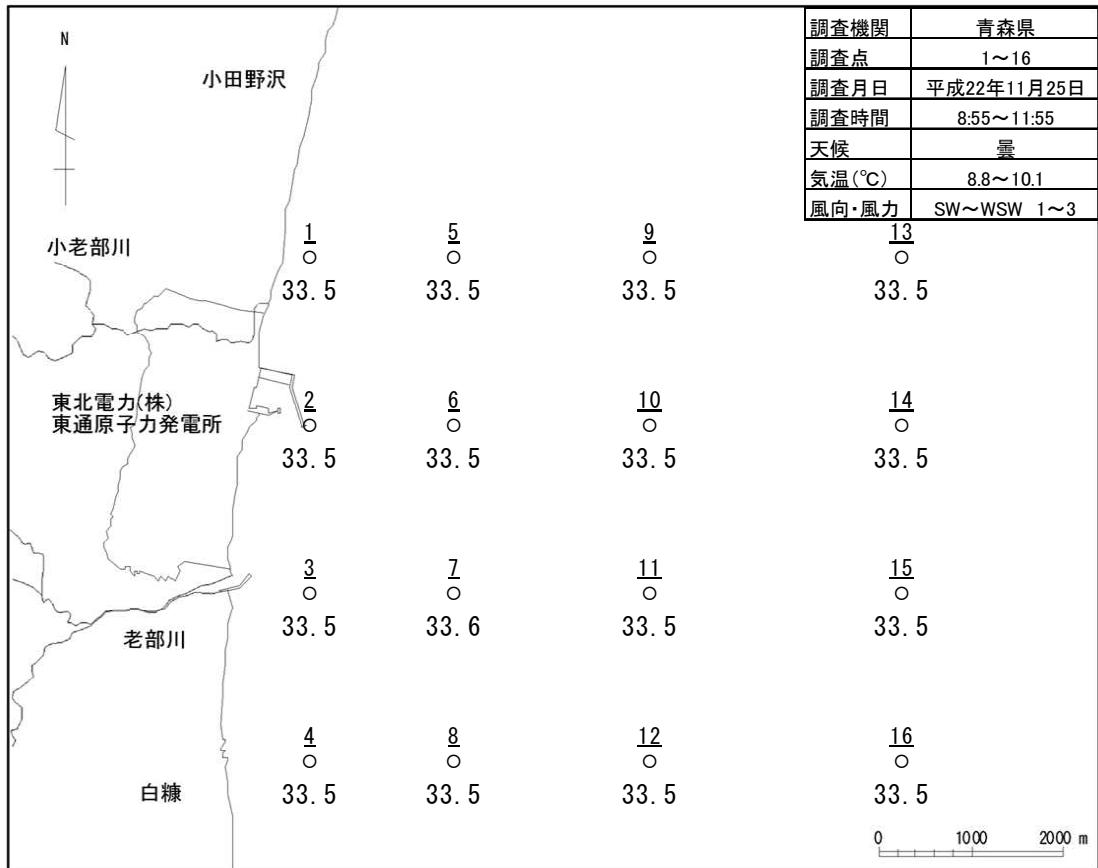 調査機関 青森県
調査点 1～16
調査月日 平成22年11月25日
調査時間 8:55～11:55
天候 曇
気温(℃) 8.8～10.1
風向・風力 SW～WSW 1～3
N
小田野沢
小老部川
1 5 9 13
33.5 33.5 33.5 33.5
東北電力(株)
東通原子力発電所
2 6 10 14
33.5 33.5 33.5 33.5
3 7 11 15
33.5 33.6 33.5 33.5
老部川
4 8 12 16
33.5 33.5 33.5 33.5
白糠
0 1000 2000 m